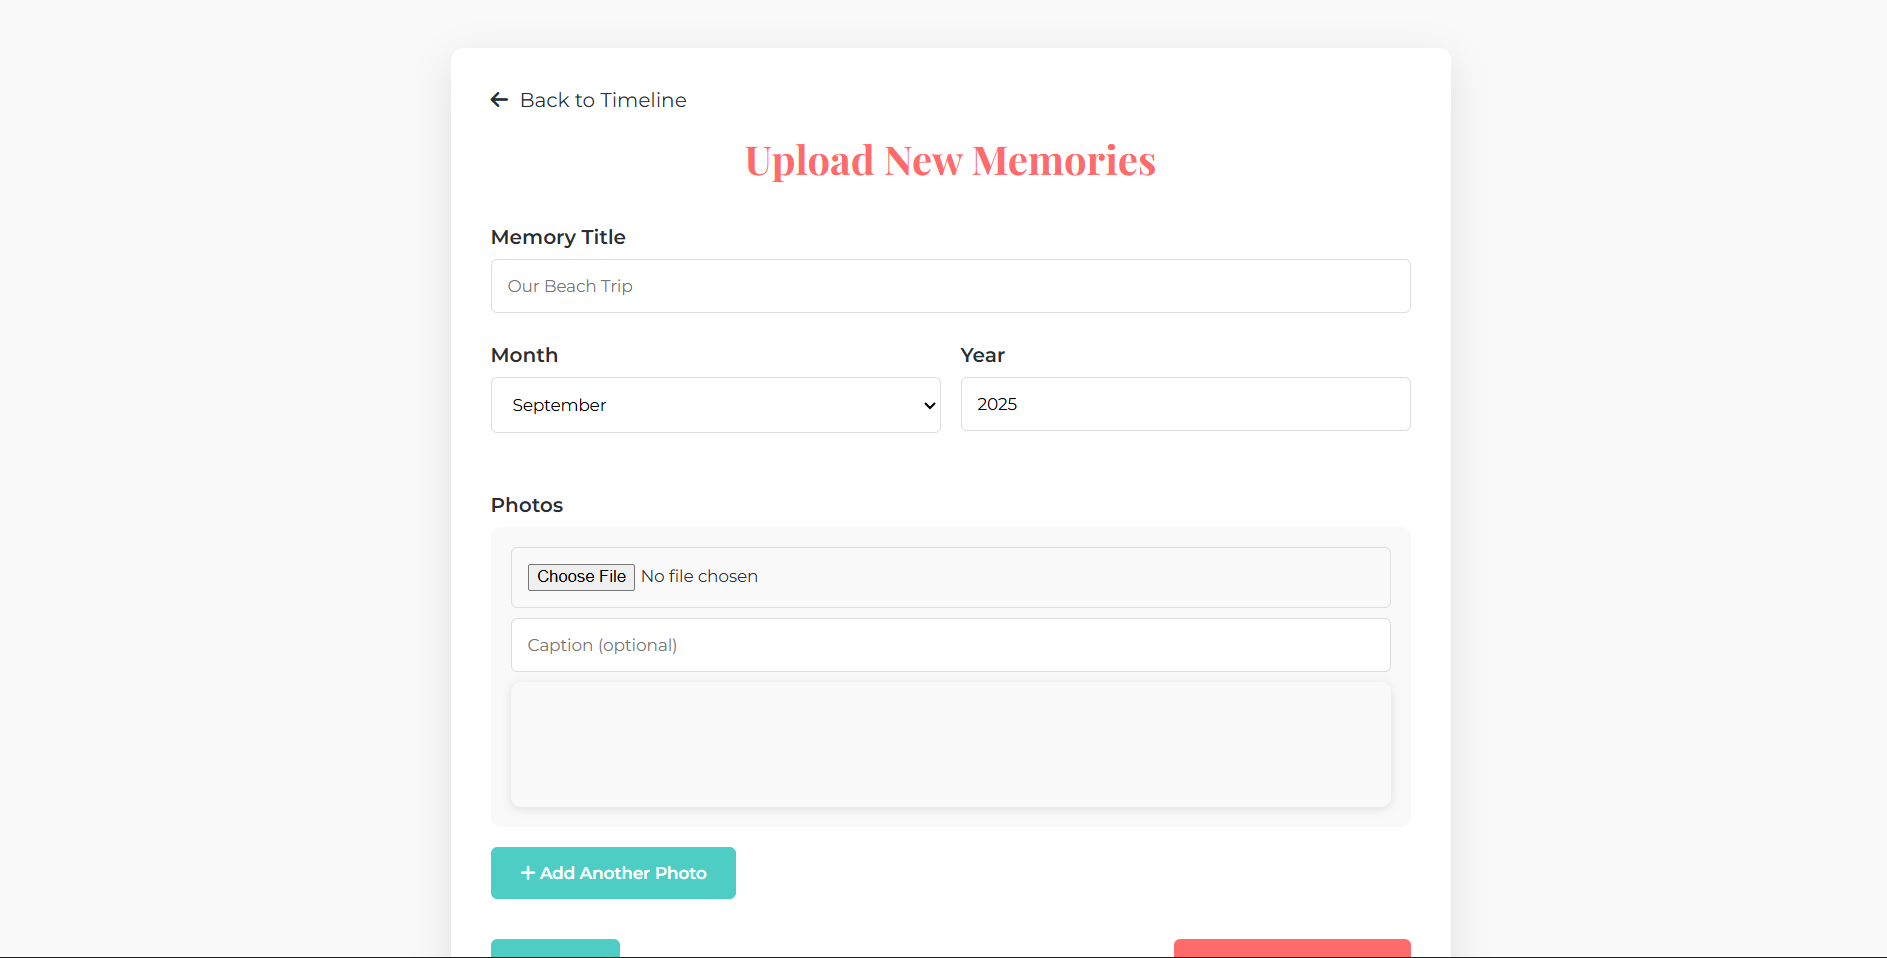 Back to Timeline
Upload New Memories
Memory Title
Our Beach Trip
Month
Year
September
2025
Photos
Choose File No file chosen
Caption (optional)
+ Add Another Photo